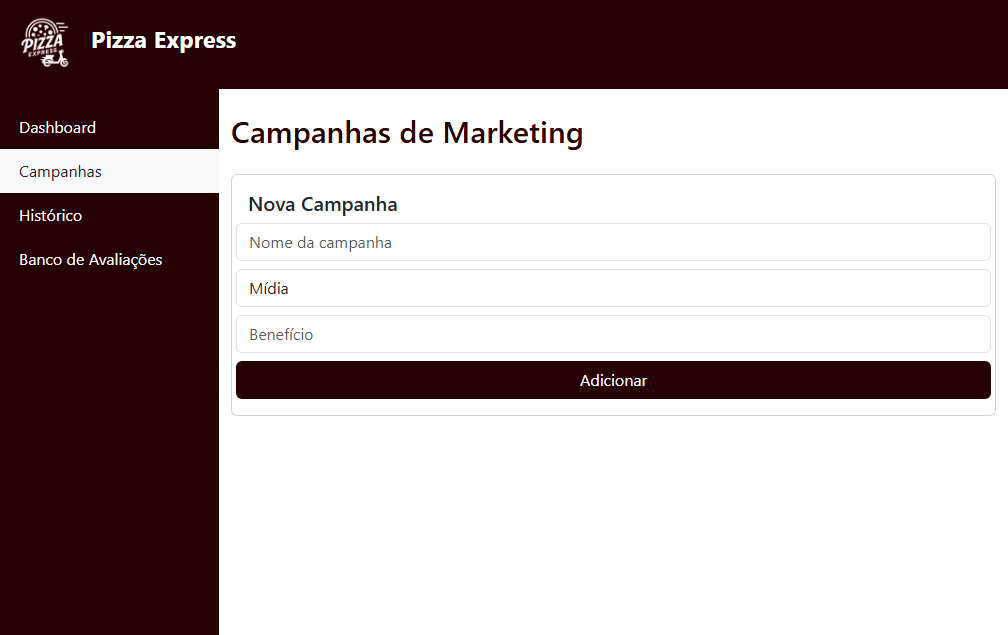 PIZZA
EXPRESS
Pizza Express
Dashboard
Campanhas
Histórico
Banco de Avaliações
Campanhas de Marketing
Nova Campanha
Nome da campanha
Mídia
Benefício
Adicionar